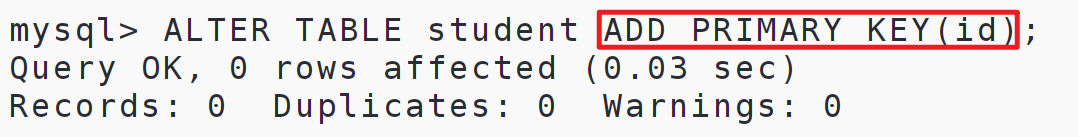 mysql> ALTER TABLE student ADD PRIMARY KEY(id);
Query OK, 0 rows affected (0.03 sec)
Records: 0  Duplicates: 0  Warnings: 0